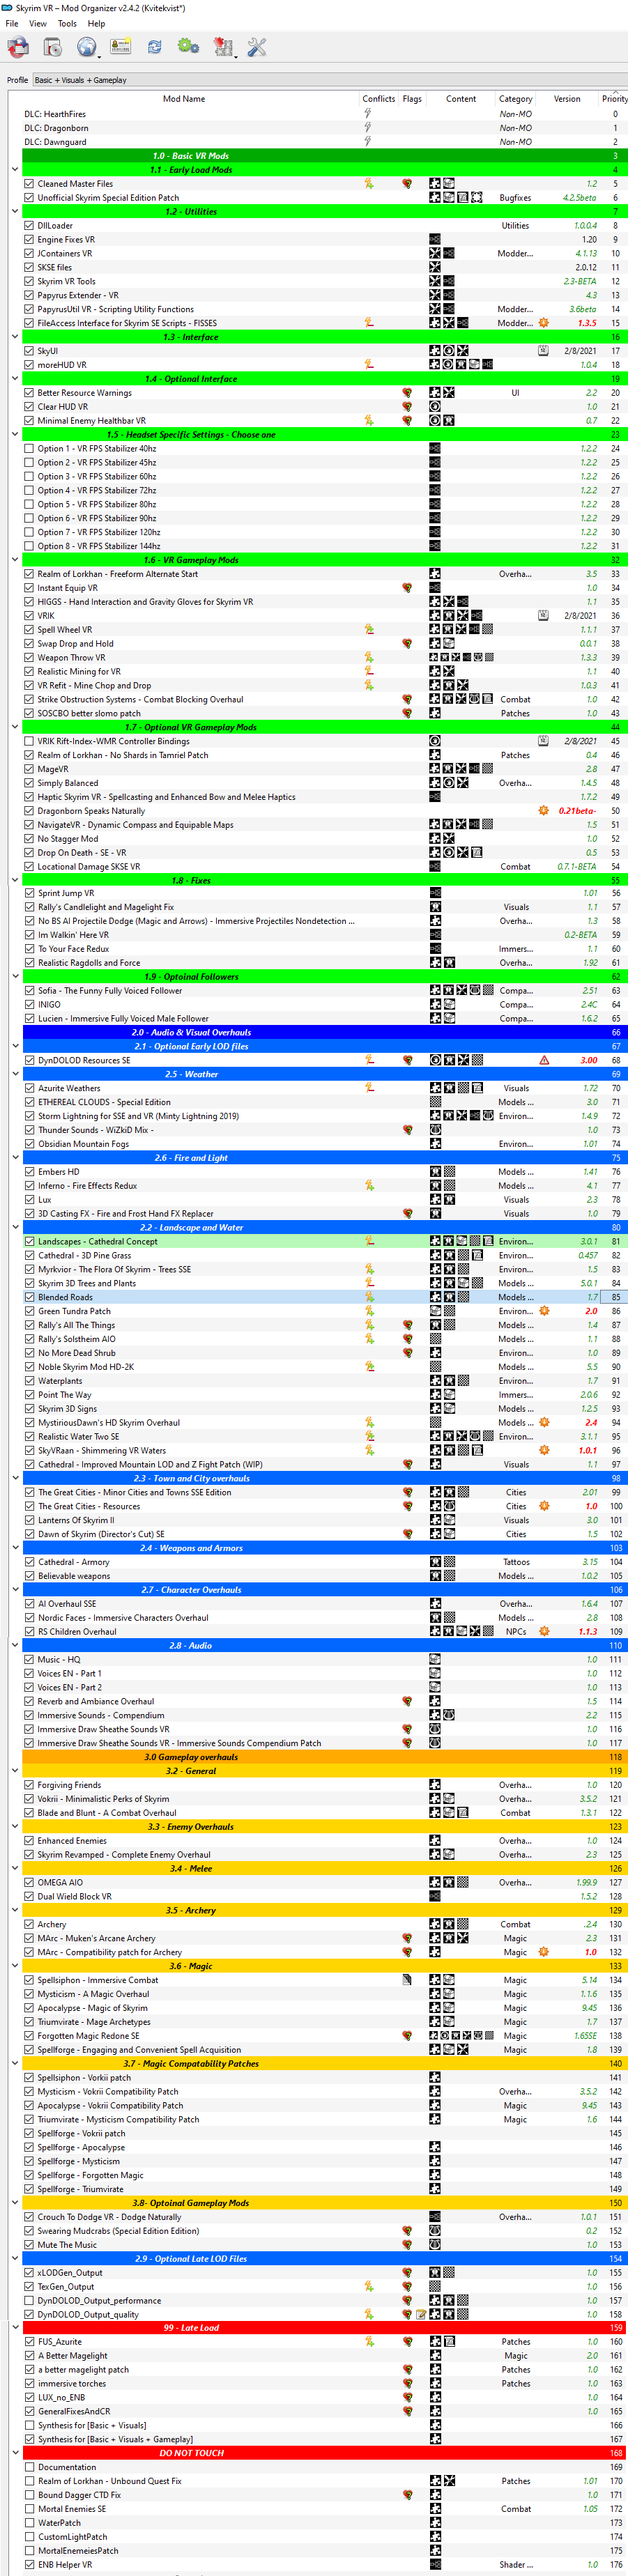 Skyrim VR – Mod Organizer v2.4.2 (Kvitekvist*)
File View Tools Help
Profile Basic + Visuals + Gameplay
Mod Name Conflicts Flags Content Category Version Priority
DLC: HearthFires Non-MO 0
DLC: Dragonborn Non-MO 1
DLC: Dawnguard Non-MO 2
1.0 - Basic VR Mods 3
1.1 - Early Load Mods 4
Cleaned Master Files 1.2 5
Unofficial Skyrim Special Edition Patch Bugfixes 4.2.5beta 6
1.2 - Utilities 7
DllLoader Utilities 1.0.0.4 8
Engine Fixes VR 1.20 9
JContainers VR Modder... 4.1.13 10
SKSE files 2.0.12 11
Skyrim VR Tools 2.3-BETA 12
Papyrus Extender - VR 4.3 13
PapyrusUtil VR - Scripting Utility Functions Modder... 3.6beta 14
FileAccess Interface for Skyrim SE Scripts - FISSES Modder... 1.3.5 15
1.3 - Interface 16
SkyUI 2/8/2021 17
moreHUD VR 1.0.4 18
1.4 - Optional Interface 19
Better Resource Warnings UI 2.2 20
Clear HUD VR 1.0 21
Minimal Enemy Healthbar VR 0.7 22
1.5 - Headset Specific Settings - Choose one 23
Option 1 - VR FPS Stabilizer 40hz 1.2.2 24
Option 2 - VR FPS Stabilizer 45hz 1.2.2 25
Option 3 - VR FPS Stabilizer 60hz 1.2.2 26
Option 4 - VR FPS Stabilizer 72hz 1.2.2 27
Option 5 - VR FPS Stabilizer 80hz 1.2.2 28
Option 6 - VR FPS Stabilizer 90hz 1.2.2 29
Option 7 - VR FPS Stabilizer 120hz 1.2.2 30
Option 8 - VR FPS Stabilizer 144hz 1.2.2 31
1.6 - VR Gameplay Mods 32
Realm of Lorkhan - Freeform Alternate Start Overha... 3.5 33
Instant Equip VR 1.0 34
HIGGS - Hand Interaction and Gravity Gloves for Skyrim VR 1.1 35
VRIK 2/8/2021 36
Spell Wheel VR 1.1.1 37
Swap Drop and Hold 0.0.1 38
Weapon Throw VR 1.3.3 39
Realistic Mining for VR 1.1 40
VR Refit - Mine Chop and Drop 1.0.3 41
Strike Obstruction Systems - Combat Blocking Overhaul Combat 1.0 42
SOSCBO better slomo patch Patches 1.0 43
1.7 - Optional VR Gameplay Mods 44
VRIK Rift-Index-WMR Controller Bindings 2/8/2021 45
Realm of Lorkhan - No Shards in Tamriel Patch Patches 0.4 46
MageVR 2.8 47
Simply Balanced Overha... 1.4.5 48
Haptic Skyrim VR - Spellcasting and Enhanced Bow and Melee Haptics 1.7.2 49
Dragonborn Speaks Naturally 0.21beta- 50
NavigateVR - Dynamic Compass and Equipable Maps 1.5 51
No Stagger Mod 1.0 52
Drop On Death - SE - VR 0.5 53
Locational Damage SKSE VR Combat 0.7.1-BETA 54
1.8 - Fixes 55
Sprint Jump VR 1.01 56
Rally's Candlelight and Magelight Fix Visuals 1.1 57
No BS AI Projectile Dodge (Magic and Arrows) - Immersive Projectiles Nondetection ... Overha... 1.3 58
Im Walkin' Here VR 0.2-BETA 59
To Your Face Redux Immers... 1.1 60
Realistic Ragdolls and Force Overha... 1.92 61
1.9 - Optoinal Followers 62
Sofia - The Funny Fully Voiced Follower Compa... 2.51 63
INIGO Compa... 2.4C 64
Lucien - Immersive Fully Voiced Male Follower Compa... 1.6.2 65
2.0 - Audio & Visual Overhauls 66
2.1 - Optional Early LOD files 67
DynDOLOD Resources SE 3.00 68
2.5 - Weather 69
Azurite Weathers Visuals 1.72 70
ETHEREAL CLOUDS - Special Edition Models ... 3.0 71
Storm Lightning for SSE and VR (Minty Lightning 2019) Environ... 1.4.9 72
Thunder Sounds - WiZkiD Mix - 1.0 73
Obsidian Mountain Fogs Environ... 1.01 74
2.6 - Fire and Light 75
Embers HD Models ... 1.41 76
Inferno - Fire Effects Redux Models ... 4.1 77
Lux Visuals 2.3 78
3D Casting FX - Fire and Frost Hand FX Replacer Visuals 1.0 79
2.2 - Landscape and Water 80
Landscapes - Cathedral Concept Environ... 3.0.1 81
Cathedral - 3D Pine Grass Environ... 0.457 82
Myrkvior - The Flora Of Skyrim - Trees SSE Environ... 1.5 83
Skyrim 3D Trees and Plants Models ... 5.0.1 84
Blended Roads Models ... 1.7 85
Green Tundra Patch Environ... 2.0 86
Rally's All The Things Models ... 1.4 87
Rally's Solstheim AIO Models ... 1.1 88
No More Dead Shrub Environ... 1.0 89
Noble Skyrim Mod HD-2K Models ... 5.5 90
Waterplants Environ... 1.7 91
Point The Way Immers... 2.0.6 92
Skyrim 3D Signs Models ... 1.2.5 93
MystiriousDawn's HD Skyrim Overhaul Models ... 2.4 94
Realistic Water Two SE Environ... 3.1.1 95
SkyVRaan - Shimmering VR Waters 1.0.1 96
Cathedral - Improved Mountain LOD and Z Fight Patch (WIP) Visuals 1.1 97
2.3 - Town and City overhauls 98
The Great Cities - Minor Cities and Towns SSE Edition Cities 2.01 99
The Great Cities - Resources Cities 1.0 100
Lanterns Of Skyrim II Visuals 3.0 101
Dawn of Skyrim (Director's Cut) SE Cities 1.5 102
2.4 - Weapons and Armors 103
Cathedral - Armory Tattoos 3.15 104
Believable weapons Models ... 1.0.2 105
2.7 - Character Overhauls 106
AI Overhaul SSE Overha... 1.6.4 107
Nordic Faces - Immersive Characters Overhaul Models ... 2.8 108
RS Children Overhaul NPCs 1.1.3 109
2.8 - Audio 110
Music - HQ 1.0 111
Voices EN - Part 1 1.0 112
Voices EN - Part 2 1.0 113
Reverb and Ambiance Overhaul 1.5 114
Immersive Sounds - Compendium 2.2 115
Immersive Draw Sheathe Sounds VR 1.0 116
Immersive Draw Sheathe Sounds VR - Immersive Sounds Compendium Patch 1.0 117
3.0 Gameplay overhauls 118
3.2 - General 119
Forgiving Friends Overha... 1.0 120
Vokrii - Minimalistic Perks of Skyrim Overha... 3.5.2 121
Blade and Blunt - A Combat Overhaul Combat 1.3.1 122
3.3 - Enemy Overhauls 123
Enhanced Enemies Overha... 1.0 124
Skyrim Revamped - Complete Enemy Overhaul Overha... 2.3 125
3.4 - Melee 126
OMEGA AIO Overha... 1.99.9 127
Dual Wield Block VR 1.5.2 128
3.5 - Archery 129
Archery Combat .2.4 130
MArc - Muken's Arcane Archery Magic 2.3 131
MArc - Compatibility patch for Archery Magic 1.0 132
3.6 - Magic 133
Spellsiphon - Immersive Combat Magic 5.14 134
Mysticism - A Magic Overhaul Magic 1.1.6 135
Apocalypse - Magic of Skyrim Magic 9.45 136
Triumvirate - Mage Archetypes Magic 1.7 137
Forgotten Magic Redone SE Magic 1.65SE 138
Spellforge - Engaging and Convenient Spell Acquisition Magic 1.8 139
3.7 - Magic Compatability Patches 140
Spellsiphon - Vorkii patch 141
Mysticism - Vokrii Compatibility Patch Overha... 3.5.2 142
Apocalypse - Vokrii Compatibility Patch Magic 9.45 143
Triumvirate - Mysticism Compatibility Patch Magic 1.6 144
Spellforge - Vokrii patch 145
Spellforge - Apocalypse 146
Spellforge - Mysticism 147
Spellforge - Forgotten Magic 148
Spellforge - Triumvirate 149
3.8- Optoinal Gameplay Mods 150
Crouch To Dodge VR - Dodge Naturally Overha... 1.0.1 151
Swearing Mudcrabs (Special Edition Edition) 0.2 152
Mute The Music 1.0 153
2.9 - Optional Late LOD Files 154
xLODGen_Output 1.0 155
TexGen_Output 1.0 156
DynDOLOD_Output_performance 1.0 157
DynDOLOD_Output_quality 1.0 158
99 - Late Load 159
FUS_Azurite Patches 1.0 160
A Better Magelight Magic 2.0 161
a better magelight patch Patches 1.0 162
immersive torches Patches 1.0 163
LUX_no_ENB 1.0 164
GeneralFixesAndCR 1.0 165
Synthesis for [Basic + Visuals] 166
Synthesis for [Basic + Visuals + Gameplay] 167
DO NOT TOUCH 168
Documentation 169
Realm of Lorkhan - Unbound Quest Fix Patches 1.01 170
Bound Dagger CTD Fix 1.0 171
Mortal Enemies SE Combat 1.05 172
WaterPatch 173
CustomLightPatch 174
MortalEnemeiesPatch 175
ENB Helper VR Shader ... 1.0 176